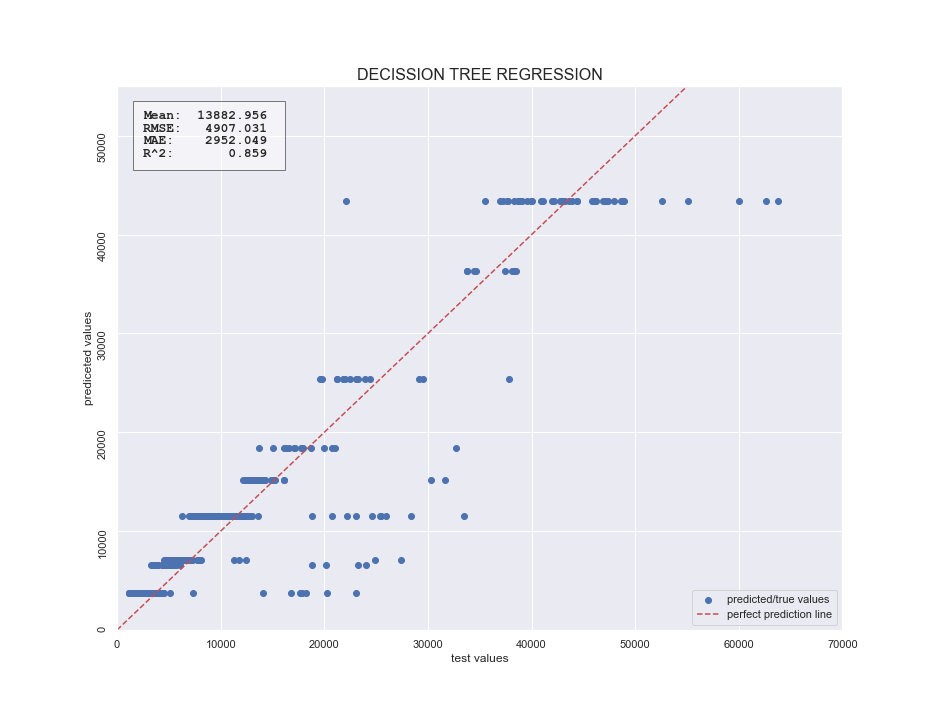 DECISSION TREE REGRESSION
Mean: 13882.956
RMSE: 4907.031
MAE: 2952.049
R^2: 0.859
prediceted values
50000
40000
30000
20000
10000
0
predicted/true values
perfect prediction line
0 10000 20000 30000 40000 50000 60000 70000
test values